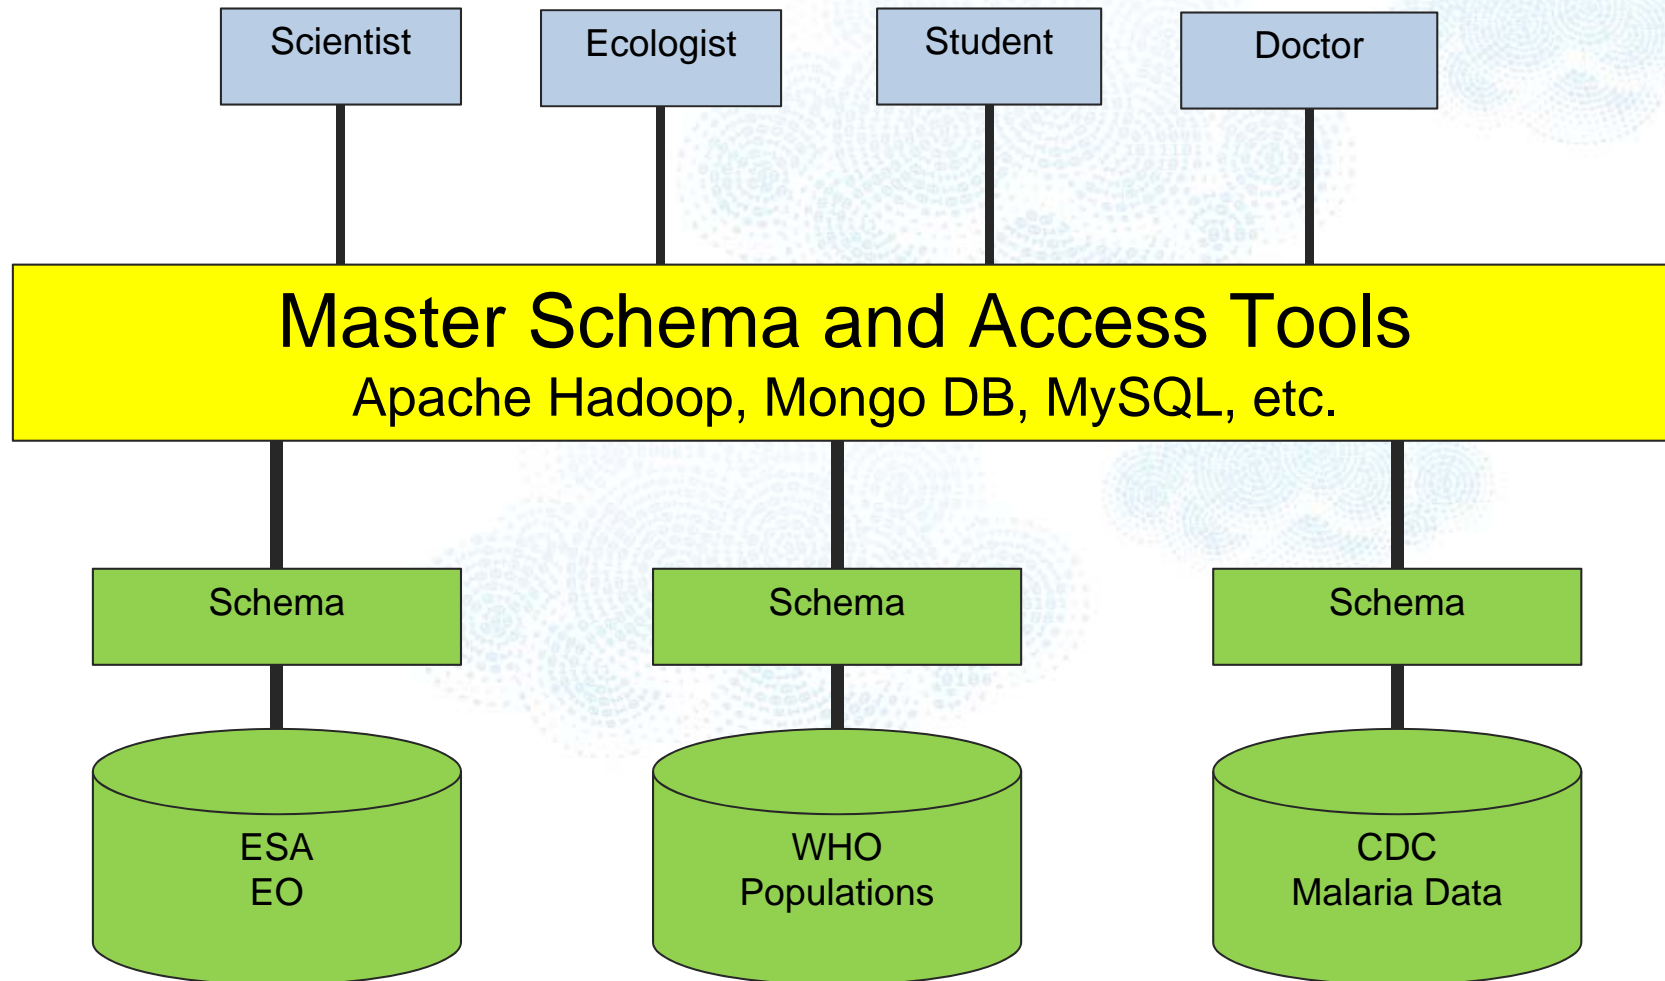 Scientist
Ecologist
Student
Doctor
Master Schema and Access Tools
Apache Hadoop, Mongo DB, MySQL, etc.
Schema
Schema
Schema
ESA
EO
WHO
Populations
CDC
Malaria Data